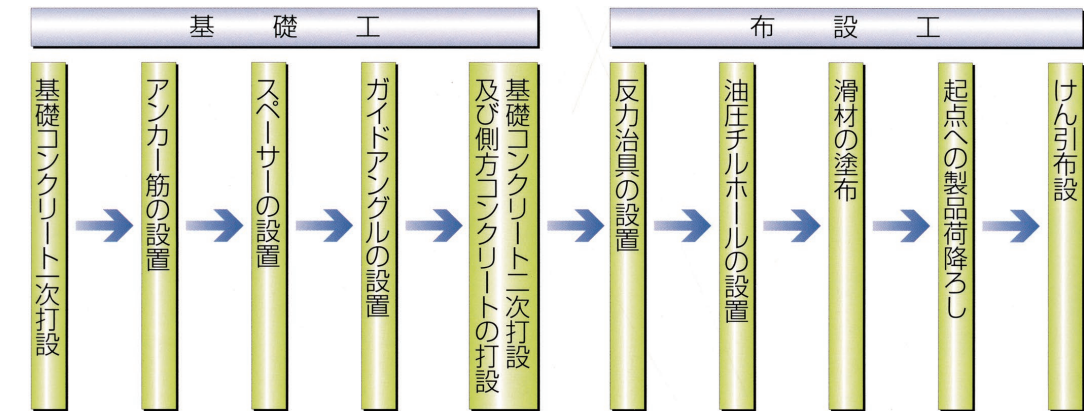 基礎工
布設工
基礎コンクリート一次打設
アンカー筋の設置
スペーサーの設置
ガイドアングルの設置
基礎コンクリート二次打設
及び側方コンクリートの打設
反力治具の設置
油圧チルホールの設置
滑材の塗布
起点への製品荷降ろし
けん引布設